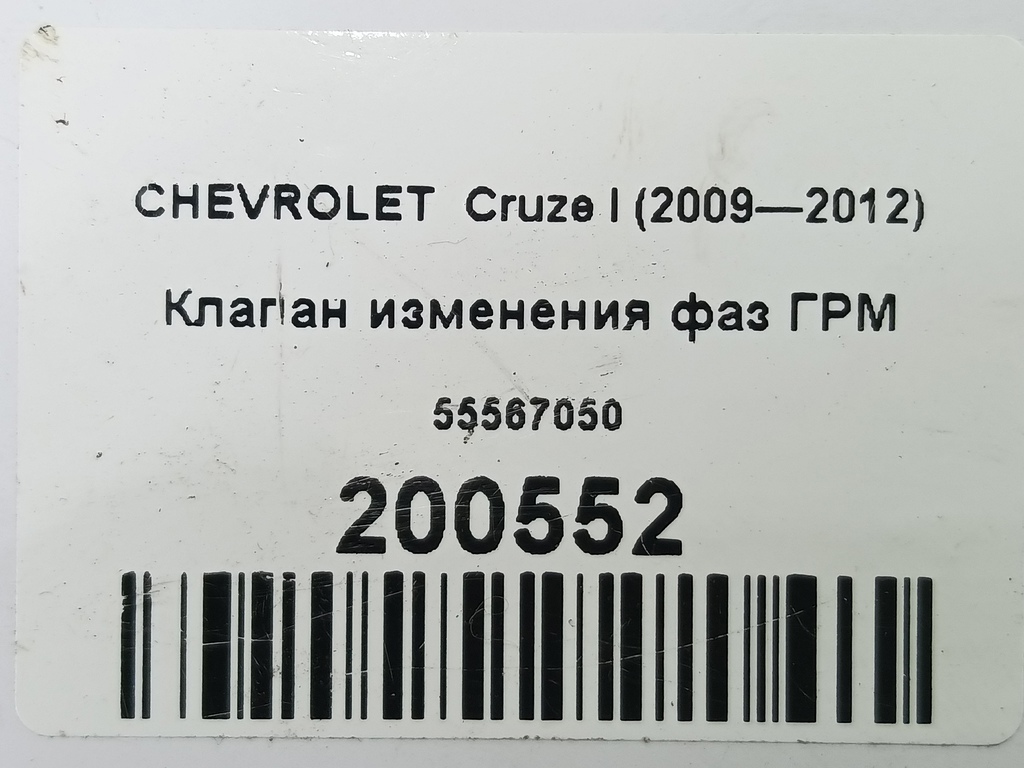 CHEVROLET Cruze I (2009—2012)
Клапан изменения фаз ГРМ
55567050
200552